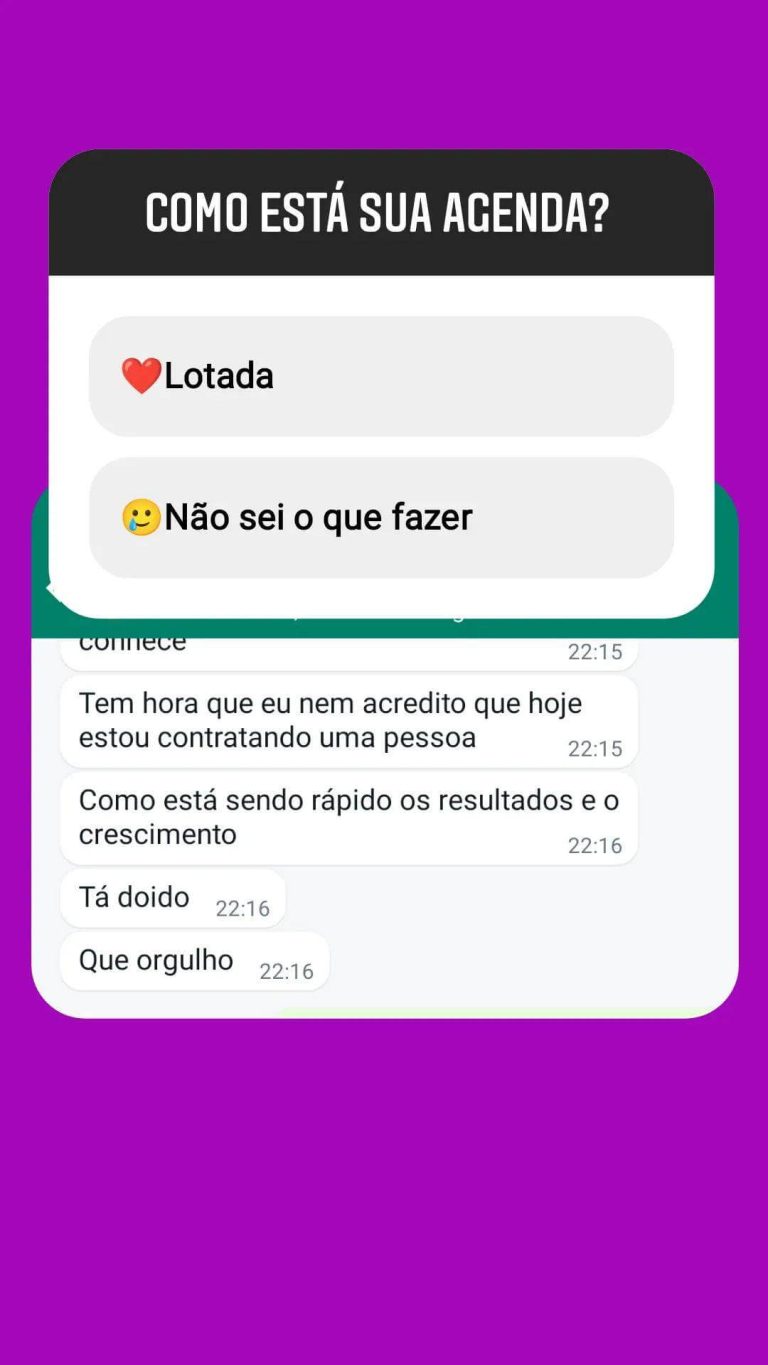 COMO ESTÁ SUA AGENDA?
❤️Lotada
🥲Não sei o que fazer
conhece
22:15
Tem hora que eu nem acredito que hoje
estou contratando uma pessoa
22:15
Como está sendo rápido os resultados e o
crescimento
22:16
Tá doido 22:16
Que orgulho 22:16